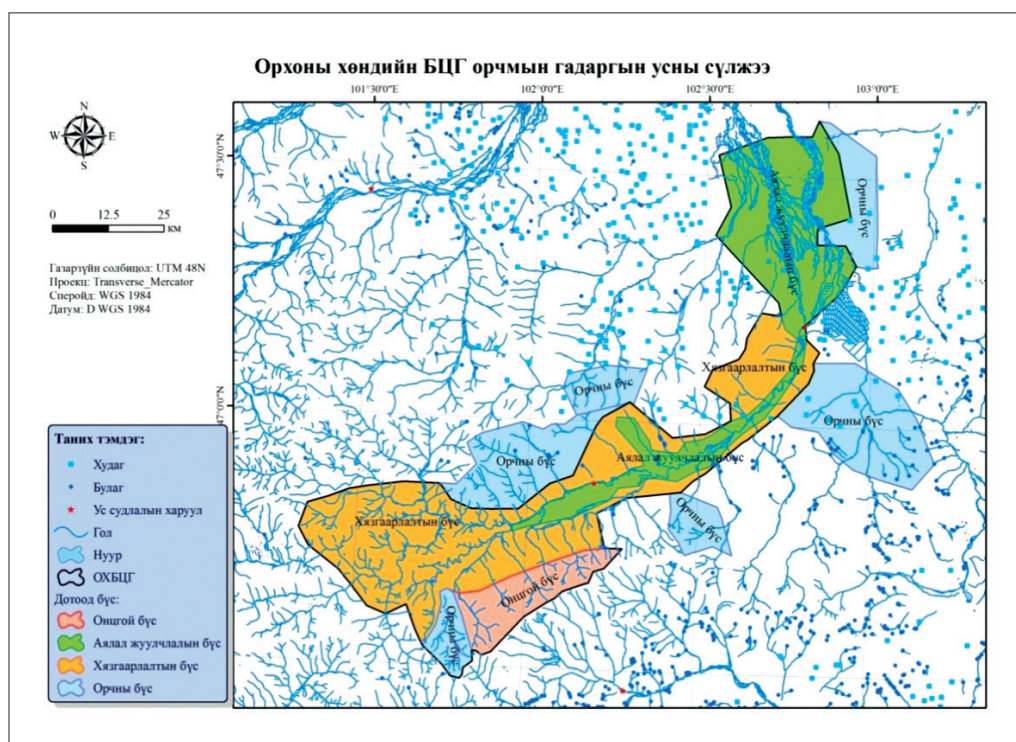 Орхоны хөндийн БЦГ орчмын гадаргын усны сүлжээ
101°30'0"E
102°0'0"E
102°30'0"E
103°0'0"E
N
W
E
S
47°30'0"N
47°0'0"N
0
12.5
25
км
Газарзүйн солбицол: UTM 48N
Проекц: Transverse_Mercator
Сперойд: WGS 1984
Датум: D WGS 1984
Аялал жуулчлалын бүс
Орчны бүс
Хязгаарлалтын бүс
Орчны бүс
Орчны бүс
Орчны бүс
Аялал жуулчлалын бүс
Орчны бүс
Хязгаарлалтын бүс
Онцгой бүс
Орчны бүс
Таних тэмдэг:
Худаг
Булаг
Ус судлалын харуул
Гол
Нуур
ОХБЦГ
Дотоод бүс:
Онцгой бүс
Аялал жуулчлалын бүс
Хязгаарлалтын бүс
Орчны бүс